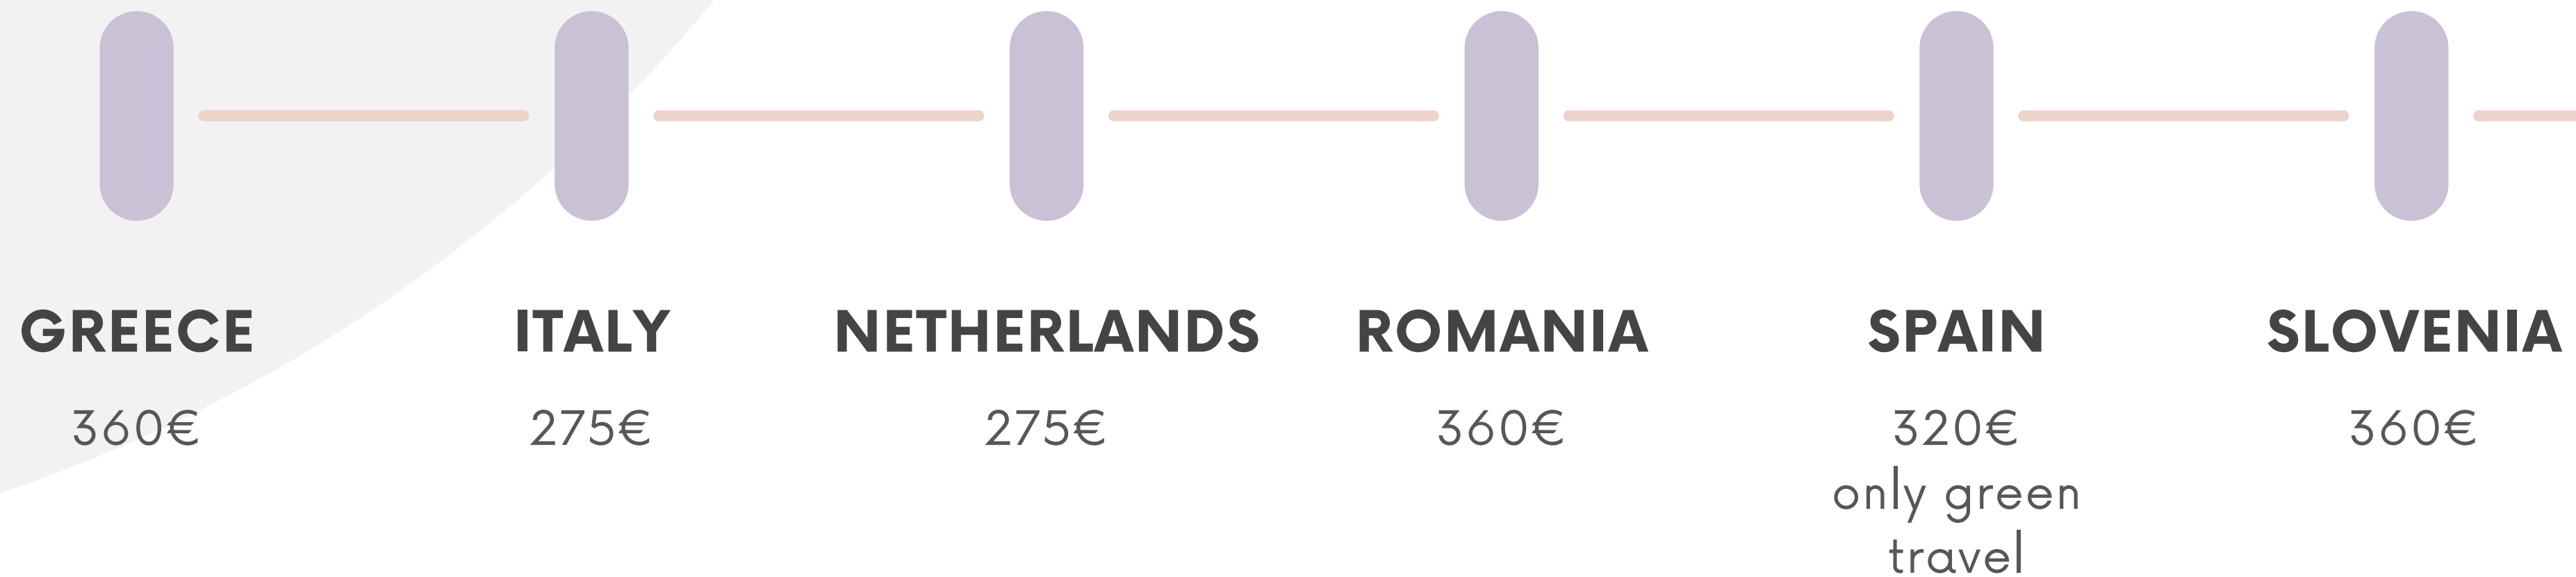 GREECE
360€
ITALY
275€
NETHERLANDS
275€
ROMANIA
360€
SPAIN
320€
only green
travel
SLOVENIA
360€